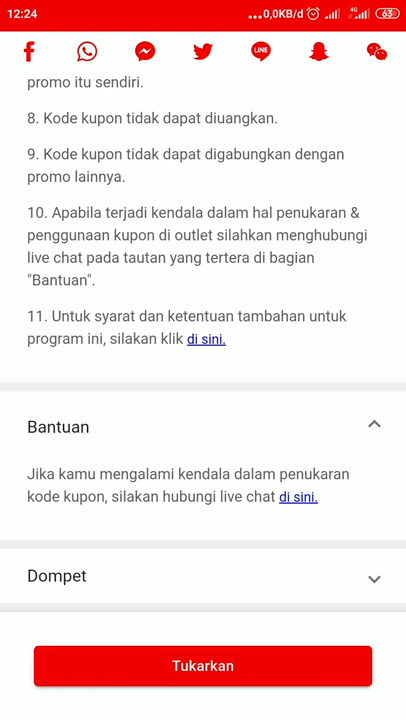 12:24
...0,0KB/d
4G
63
LINE
promo itu sendiri.
8. Kode kupon tidak dapat diuangkan.
9. Kode kupon tidak dapat digabungkan dengan
promo lainnya.
10. Apabila terjadi kendala dalam hal penukaran &
penggunaan kupon di outlet silahkan menghubungi
live chat pada tautan yang tertera di bagian
"Bantuan".
11. Untuk syarat dan ketentuan tambahan untuk
program ini, silakan klik di sini.
Bantuan
Jika kamu mengalami kendala dalam penukaran
kode kupon, silakan hubungi live chat di sini.
Dompet
Tukarkan